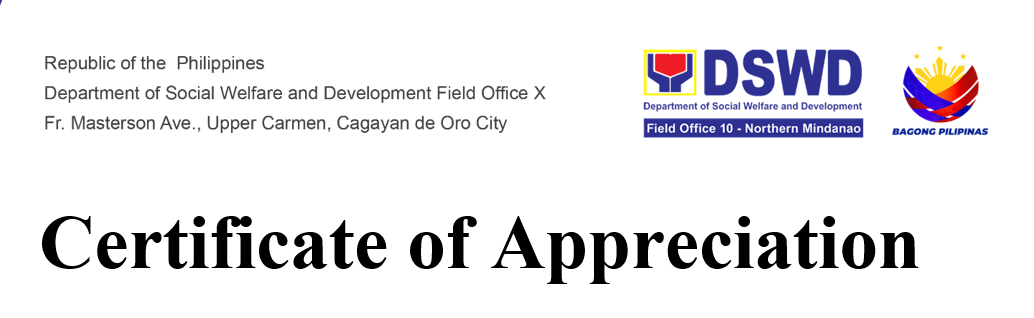 Republic of the  Philippines
Department of Social Welfare and Development Field Office X
Fr. Masterson Ave., Upper Carmen, Cagayan de Oro City
DSWD
Department of Social Welfare and Development
Field Office 10 - Northern Mindanao
BAGONG PILIPINAS
Certificate of Appreciation